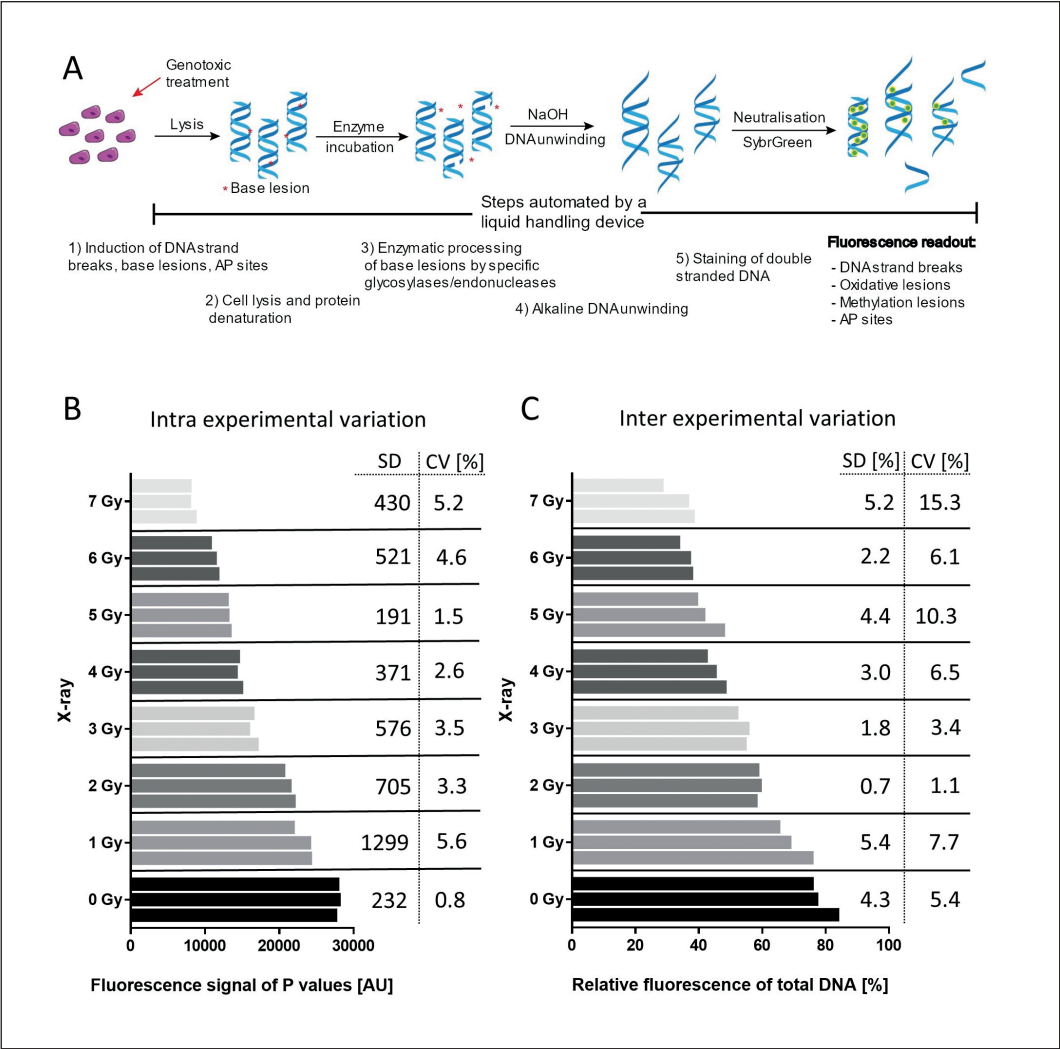 A
Genotoxic
treatment
Lysis
Enzyme
incubation
NaOH
DNA unwinding
Neutralisation
SybrGreen
* Base lesion
Steps automated by a
liquid handling device
1) Induction of DNA strand
breaks, base lesions, AP sites
2) Cell lysis and protein
denaturation
3) Enzymatic processing
of base lesions by specific
glycosylases/endonucleases
4) Alkaline DNA unwinding
5) Staining of double
stranded DNA
Fluorescence readout:
- DNA strand breaks
- Oxidative lesions
- Methylation lesions
- AP sites
B
Intra experimental variation
SD CV [%]
7 Gy 430 5.2
6 Gy 521 4.6
5 Gy 191 1.5
4 Gy 371 2.6
3 Gy 576 3.5
2 Gy 705 3.3
1 Gy 1299 5.6
0 Gy 232 0.8
X-ray
0 10000 20000 30000
Fluorescence signal of P values [AU]
C
Inter experimental variation
SD [%] CV [%]
7 Gy 5.2 15.3
6 Gy 2.2 6.1
5 Gy 4.4 10.3
4 Gy 3.0 6.5
3 Gy 1.8 3.4
2 Gy 0.7 1.1
1 Gy 5.4 7.7
0 Gy 4.3 5.4
X-ray
0 20 40 60 80 100
Relative fluorescence of total DNA [%]